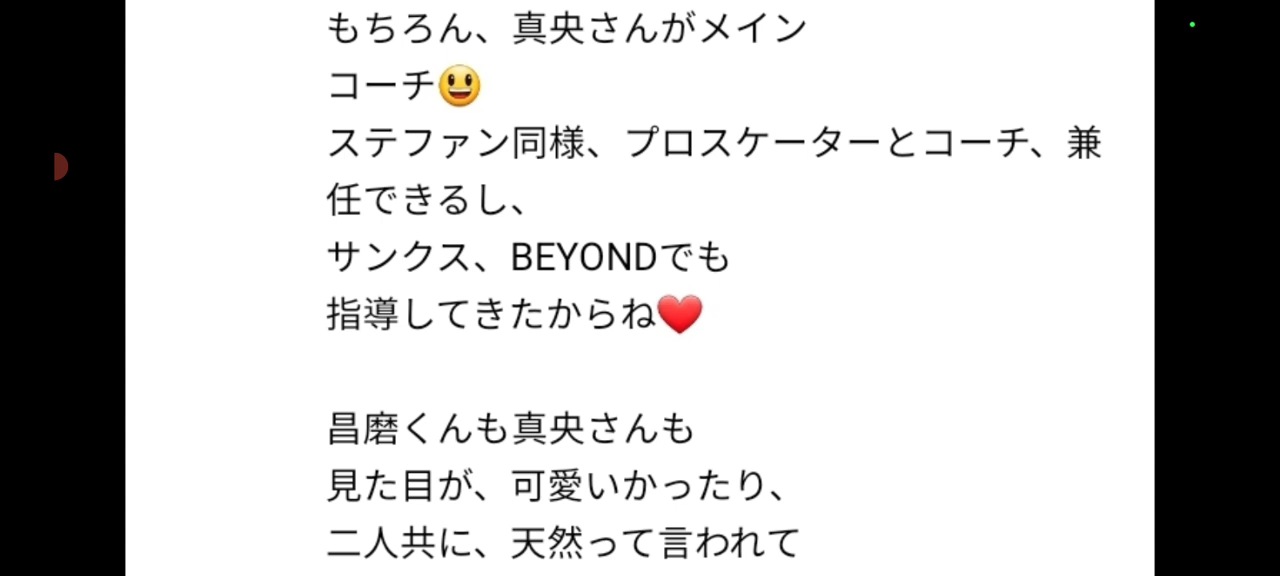 もちろん、真央さんがメイン
コーチ😃
ステファン同様、プロスケーターとコーチ、兼
任できるし、
サンクス、BEYONDでも
指導してきたからね❤️
昌磨くんも真央さんも
見た目が、可愛いかったり、
二人共に、天然って言われて